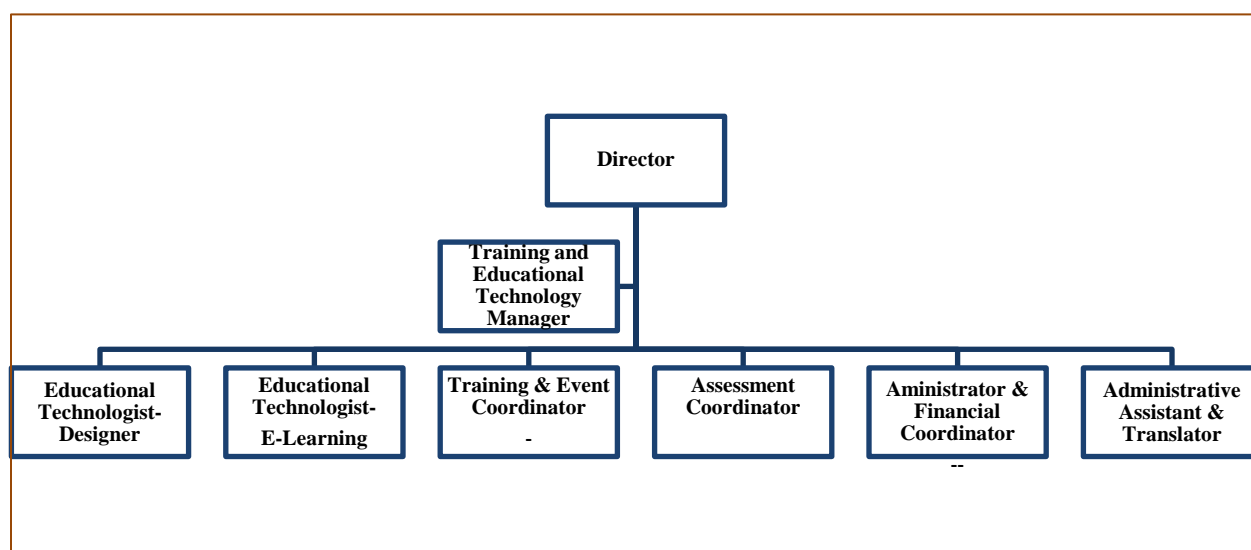 Director
Training and
Educational
Technology
Manager
Educational
Technologist-
Designer
Educational
Technologist-
E-Learning
Training & Event
Coordinator
-
Assessment
Coordinator
Aministrator &
Financial
Coordinator
--
Administrative
Assistant &
Translator